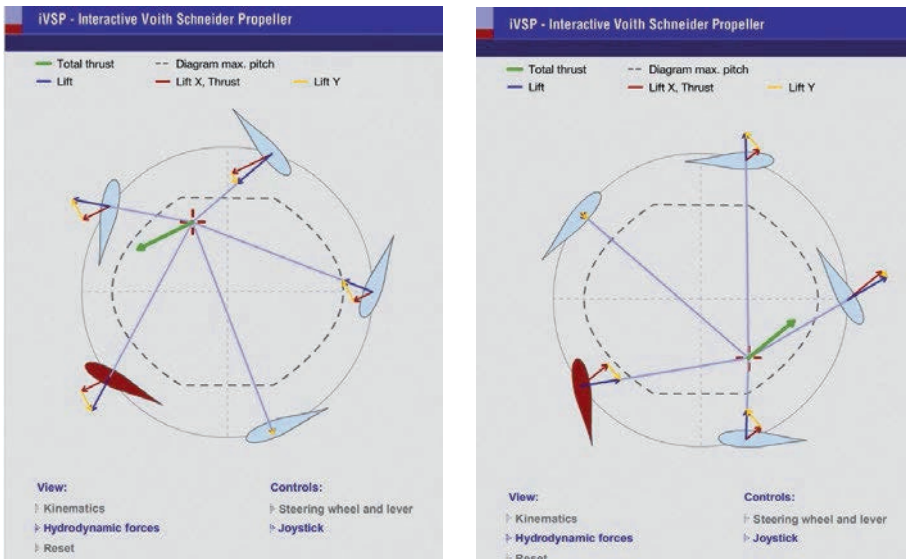 iVSP - Interactive Voith Schneider Propeller
Total thrust Diagram max. pitch
Lift Lift X, Thrust Lift Y
View: Controls:
Kinematics Steering wheel and lever
Hydrodynamic forces Joystick
Reset
iVSP - Interactive Voith Schneider Propeller
Total thrust Diagram max. pitch
Lift Lift X, Thrust Lift Y
View: Controls:
Kinematics Steering wheel and lever
Hydrodynamic forces Joystick
Reset